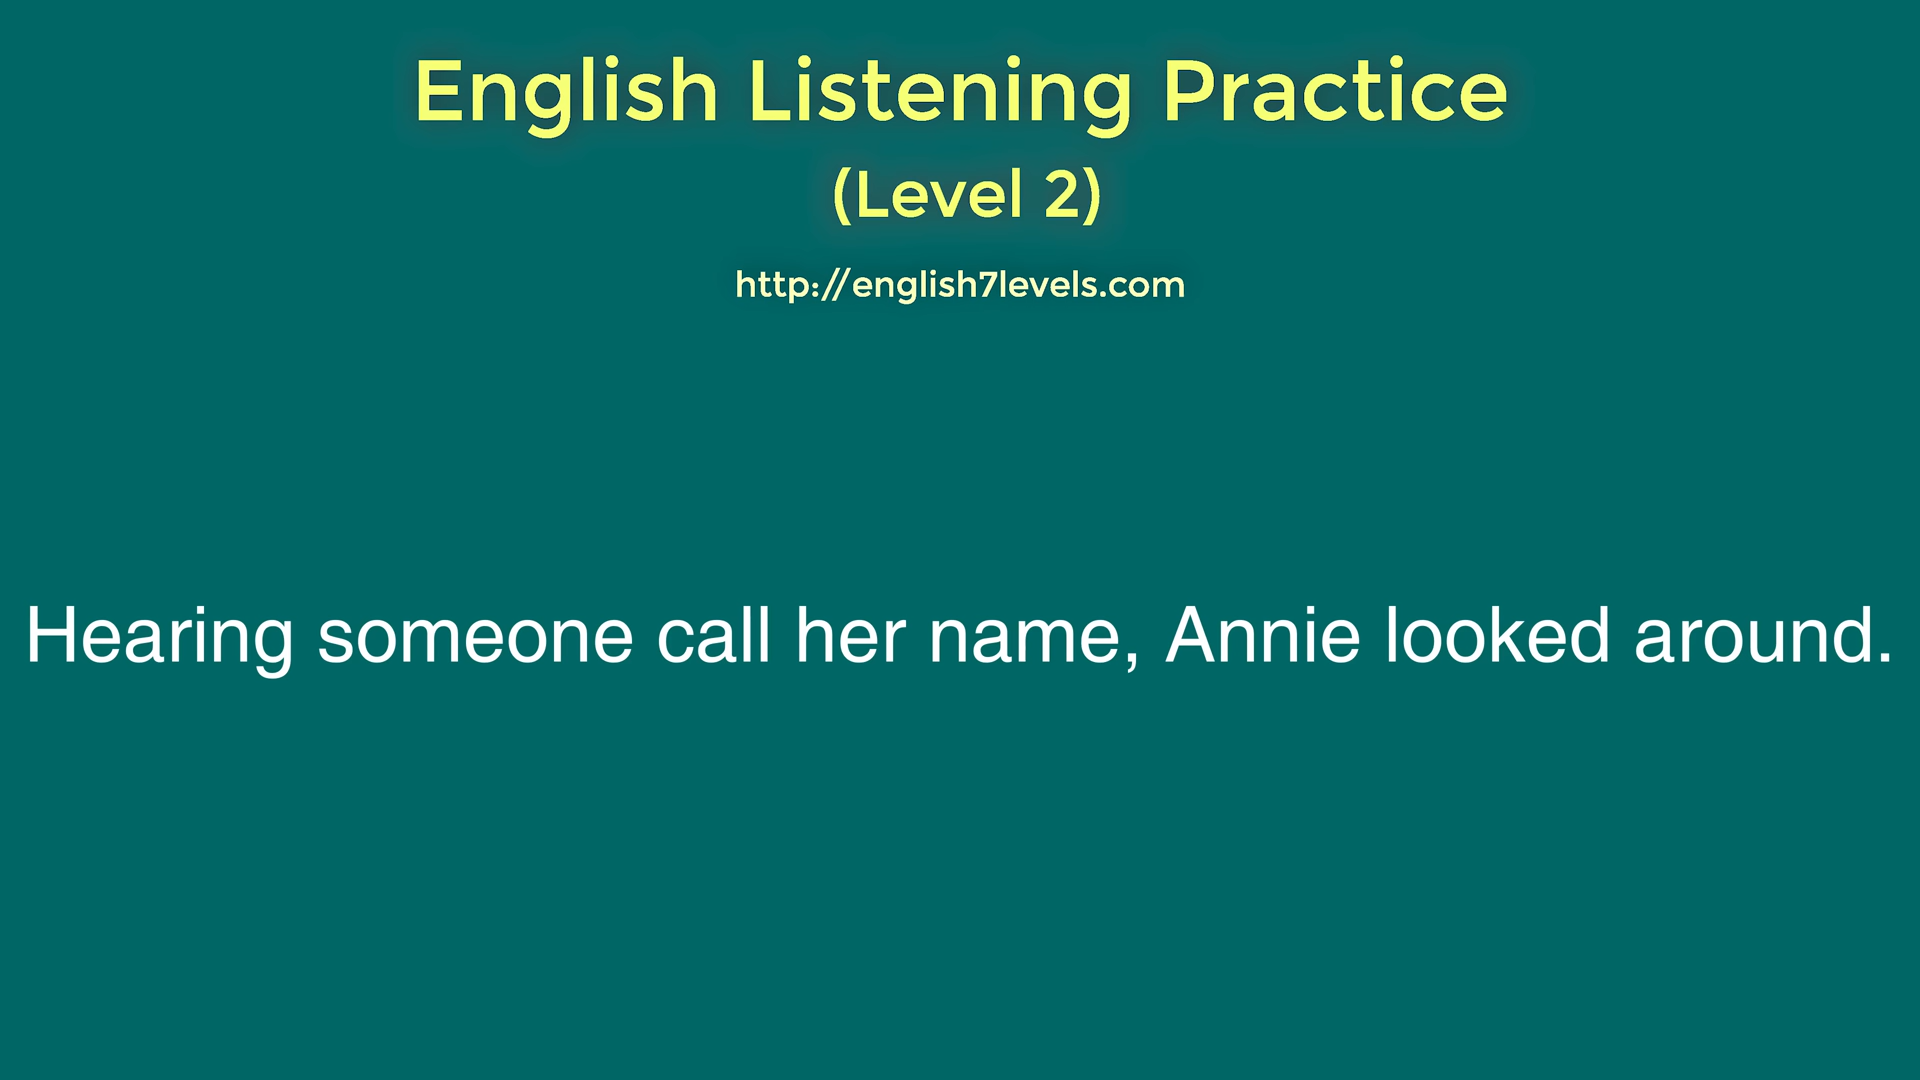 English Listening Practice
(Level 2)
http://english7levels.com
Hearing someone call her name, Annie looked around.